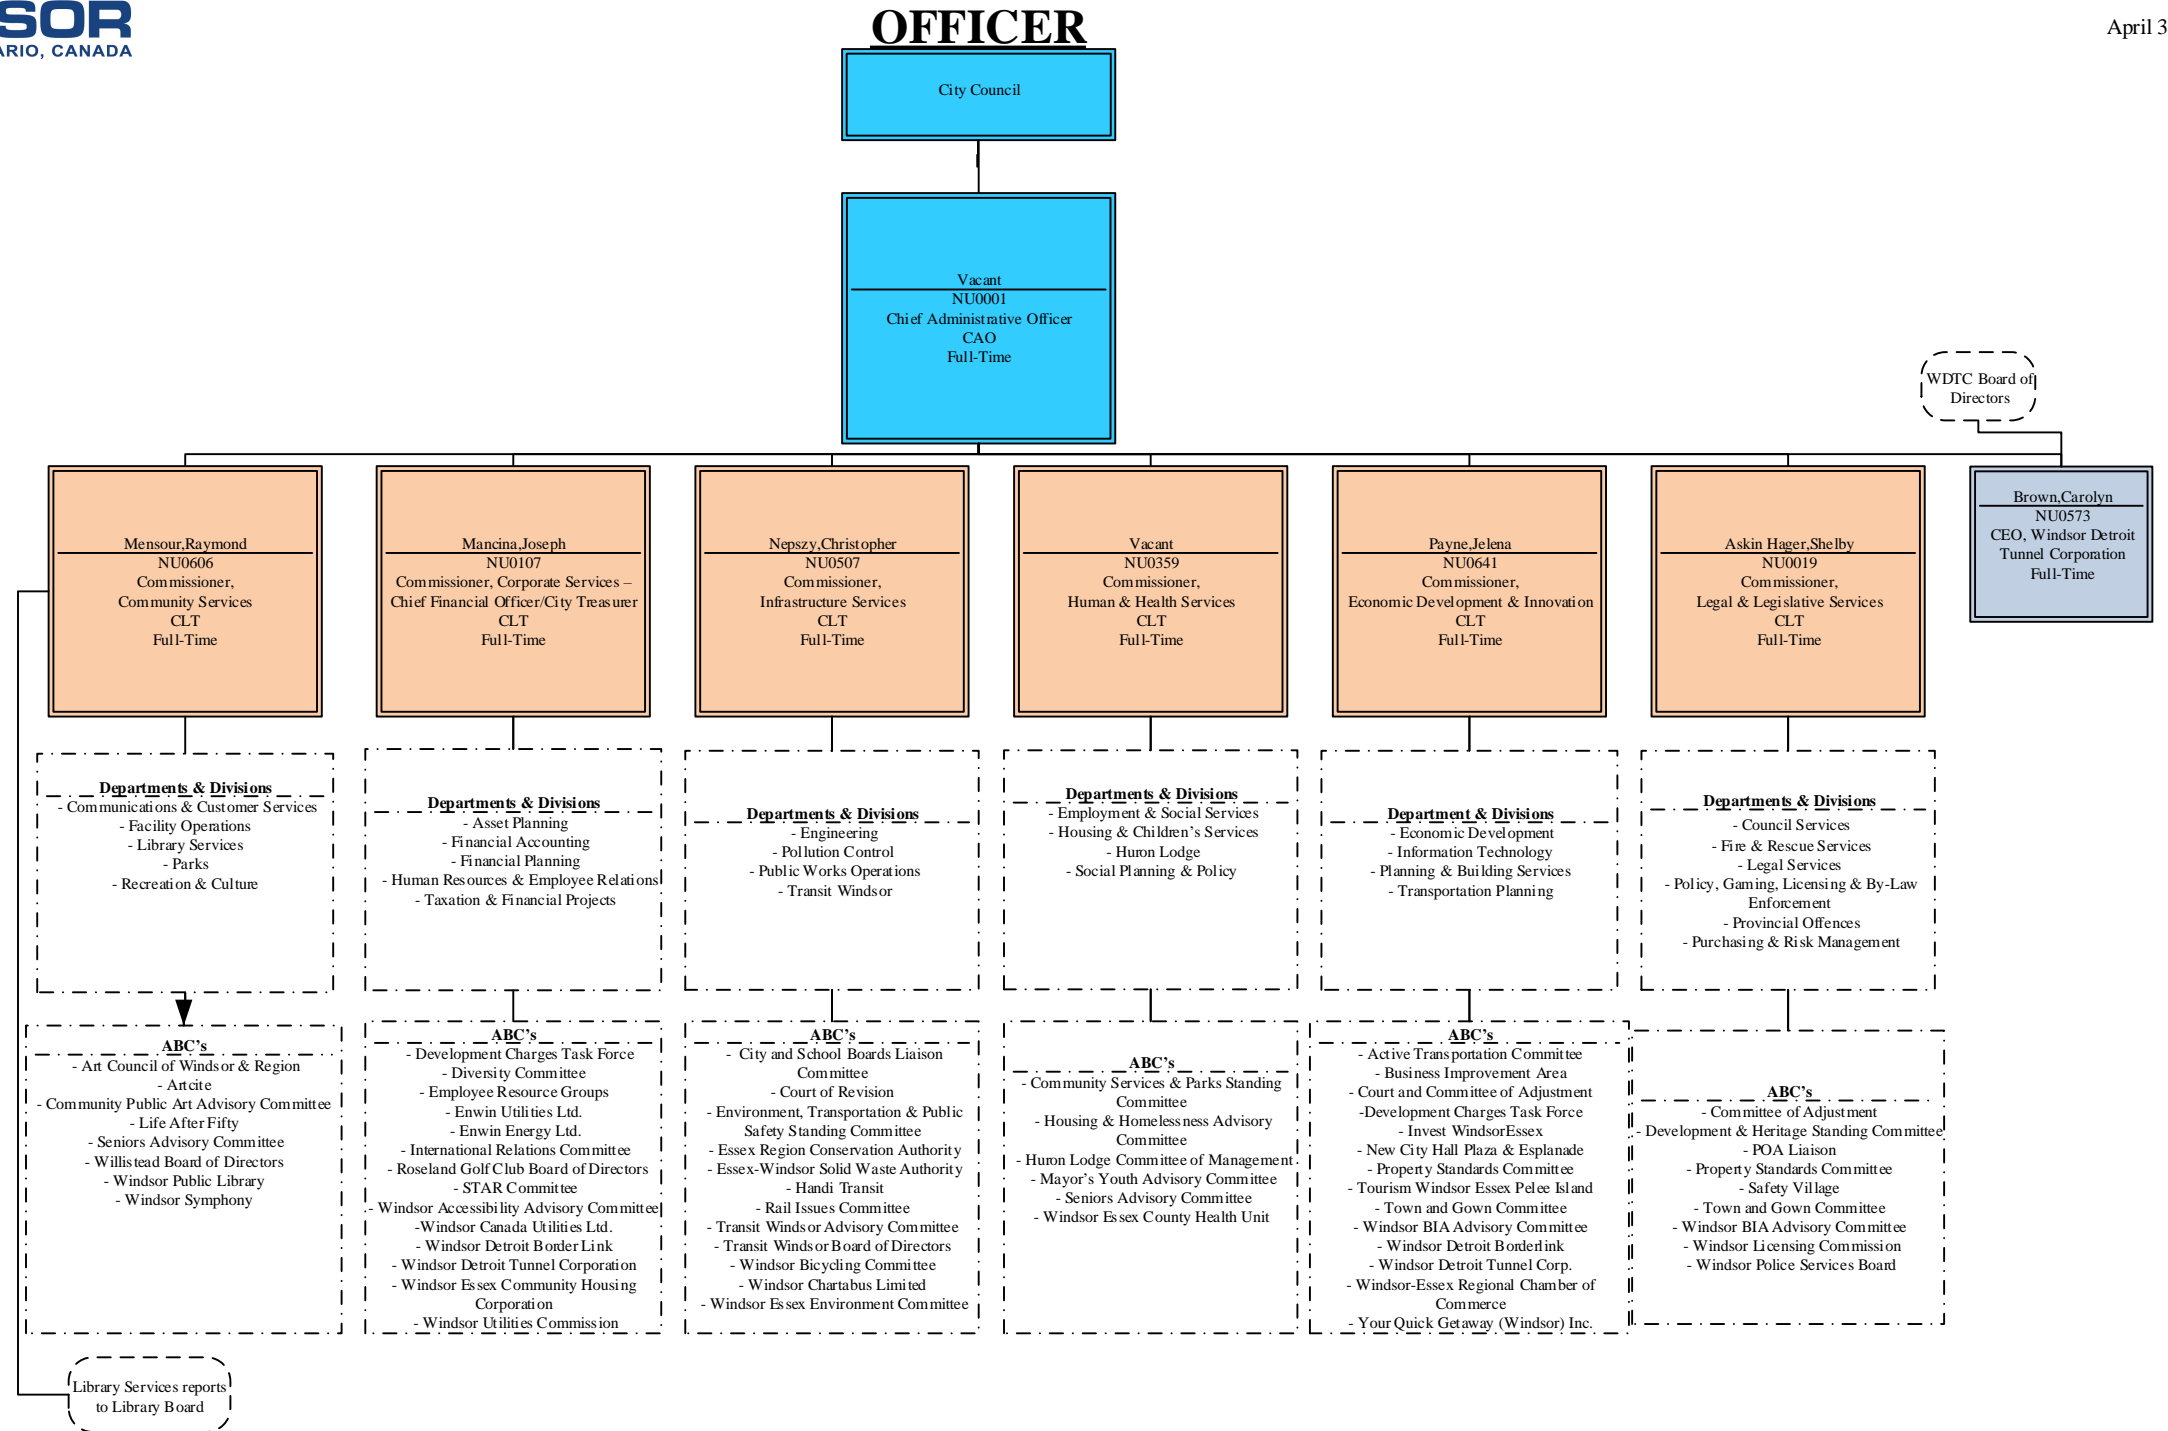 SOR
ARIO, CANADA
OFFICER
April 3
City Council
Vacant
NU0001
Chief Administrative Officer
CAO
Full-Time
WDTC Board of
Directors
Mensour,Raymond
NU0606
Commissioner,
Community Services
CLT
Full-Time
Mancina,Joseph
NU0107
Commissioner, Corporate Services –
Chief Financial Officer/City Treasurer
CLT
Full-Time
Nepszy,Christopher
NU0507
Commissioner,
Infrastructure Services
CLT
Full-Time
Vacant
NU0359
Commissioner,
Human & Health Services
CLT
Full-Time
Payne,Jelena
NU0641
Commissioner,
Economic Development & Innovation
CLT
Full-Time
Askin Hager,Shelby
NU0019
Commissioner,
Legal & Legislative Services
CLT
Full-Time
Brown,Carolyn
NU0573
CEO, Windsor Detroit
Tunnel Corporation
Full-Time
Departments & Divisions
- Communications & Customer Services
- Facility Operations
- Library Services
- Parks
- Recreation & Culture
Departments & Divisions
- Asset Planning
- Financial Accounting
- Financial Planning
- Human Resources & Employee Relations
- Taxation & Financial Projects
Departments & Divisions
- Engineering
- Pollution Control
- Public Works Operations
- Transit Windsor
Departments & Divisions
- Employment & Social Services
- Housing & Children’s Services
- Huron Lodge
- Social Planning & Policy
Department & Divisions
- Economic Development
- Information Technology
- Planning & Building Services
- Transportation Planning
Departments & Divisions
- Council Services
- Fire & Rescue Services
- Legal Services
- Policy, Gaming, Licensing & By-Law
Enforcement
- Provincial Offences
- Purchasing & Risk Management
ABC’s
- Art Council of Windsor & Region
- Artcite
- Community Public Art Advisory Committee
- Life After Fifty
- Seniors Advisory Committee
- Willistead Board of Directors
- Windsor Public Library
- Windsor Symphony
ABC’s
- Development Charges Task Force
- Diversity Committee
- Employee Resource Groups
- Enwin Utilities Ltd.
- Enwin Energy Ltd.
- International Relations Committee
- Roseland Golf Club Board of Directors
- STAR Committee
- Windsor Accessibility Advisory Committee
-Windsor Canada Utilities Ltd.
- Windsor Detroit Border Link
- Windsor Detroit Tunnel Corporation
- Windsor Essex Community Housing
Corporation
- Windsor Utilities Commission
ABC’s
- City and School Boards Liaison
Committee
- Court of Revision
- Environment, Transportation & Public
Safety Standing Committee
- Essex Region Conservation Authority
- Essex-Windsor Solid Waste Authority
- Handi Transit
- Rail Issues Committee
- Transit Windsor Advisory Committee
- Transit Windsor Board of Directors
- Windsor Bicycling Committee
- Windsor Chartabus Limited
- Windsor Essex Environment Committee
ABC’s
- Community Services & Parks Standing
Committee
- Housing & Homelessness Advisory
Committee
- Huron Lodge Committee of Management
- Mayor’s Youth Advisory Committee
- Seniors Advisory Committee
- Windsor Essex County Health Unit
ABC’s
- Active Transportation Committee
- Business Improvement Area
- Court and Committee of Adjustment
-Development Charges Task Force
- Invest WindsorEssex
- New City Hall Plaza & Esplanade
- Property Standards Committee
- Tourism Windsor Essex Pelee Island
- Town and Gown Committee
- Windsor BIA Advisory Committee
- Windsor Detroit Borderlink
- Windsor Detroit Tunnel Corp.
- Windsor-Essex Regional Chamber of
Commerce
- Your Quick Getaway (Windsor) Inc.
ABC’s
- Committee of Adjustment
- Development & Heritage Standing Committee
- POA Liaison
- Property Standards Committee
- Safety Village
- Town and Gown Committee
- Windsor BIA Advisory Committee
- Windsor Licensing Commission
- Windsor Police Services Board
Library Services reports
to Library Board